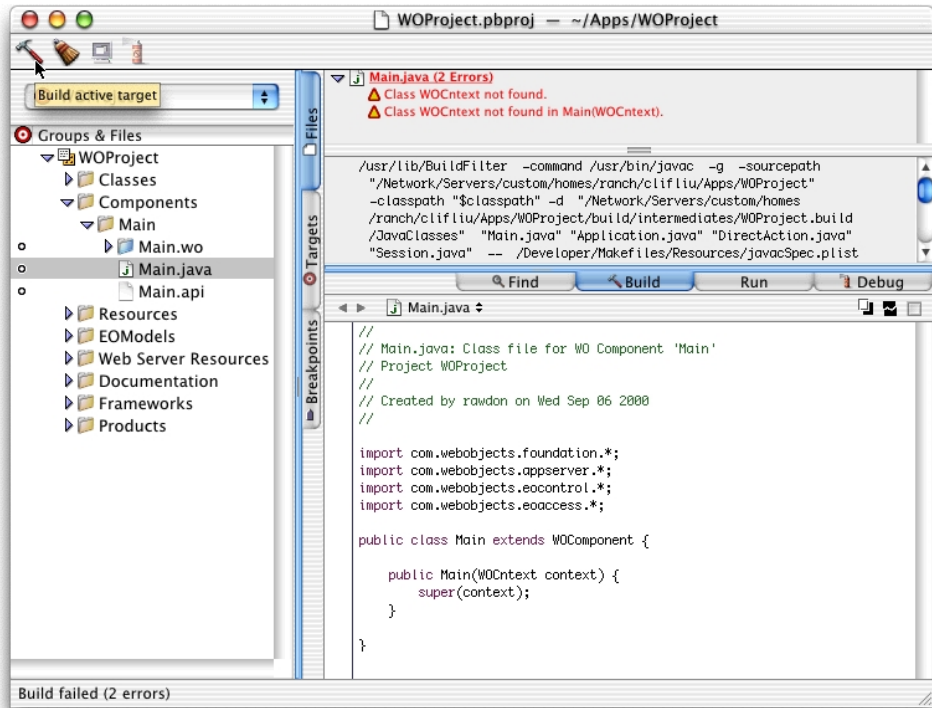 WOProject.pbproj — ~/Apps/WOProject
Build active target
Groups & Files
WOProject
Classes
Components
Main
Main.wo
Main.java
Main.api
Resources
EOModels
Web Server Resources
Documentation
Frameworks
Products
Files
Targets
Breakpoints
Main.java (2 Errors)
Class WOCntext not found.
Class WOCntext not found in Main(WOCntext).
/usr/lib/BuildFilter -command /usr/bin/javac -g -sourcepath
"/Network/Servers/custom/homes/ranch/clifliu/Apps/WOProject"
-classpath "$classpath" -d "/Network/Servers/custom/homes
/ranch/clifliu/Apps/WOProject/build/intermediates/WOProject.build
/JavaClasses" "Main.java" "Application.java" "DirectAction.java"
"Session.java" -- /Developer/Makefiles/Resources/javacSpec.plist
Find Build Run Debug
Main.java
//
// Main.java: Class file for WO Component 'Main'
// Project WOProject
//
// Created by rawdon on Wed Sep 06 2000
//
import com.webobjects.foundation.*;
import com.webobjects.appserver.*;
import com.webobjects.eocontrol.*;
import com.webobjects.eoaccess.*;
public class Main extends WOComponent {
public Main(WOCntext context) {
super(context);
}
}
Build failed (2 errors)